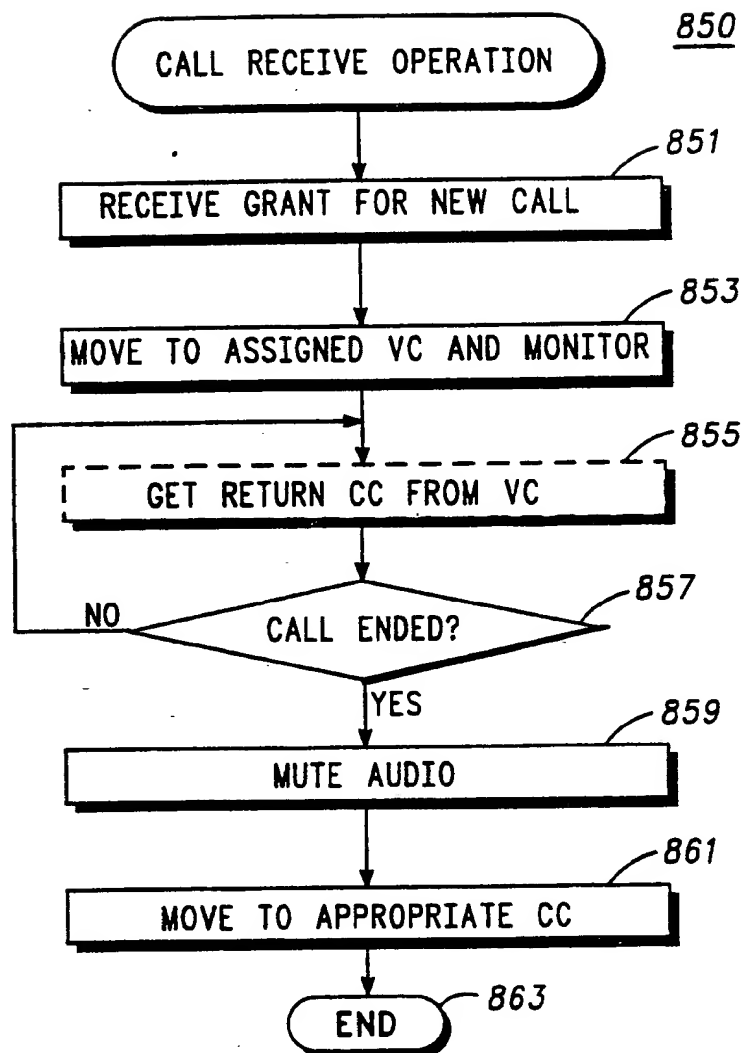 850
CALL RECEIVE OPERATION
851
RECEIVE GRANT FOR NEW CALL
853
MOVE TO ASSIGNED VC AND MONITOR
855
GET RETURN CC FROM VC
857
CALL ENDED?
NO
YES
859
MUTE AUDIO
861
MOVE TO APPROPRIATE CC
863
END